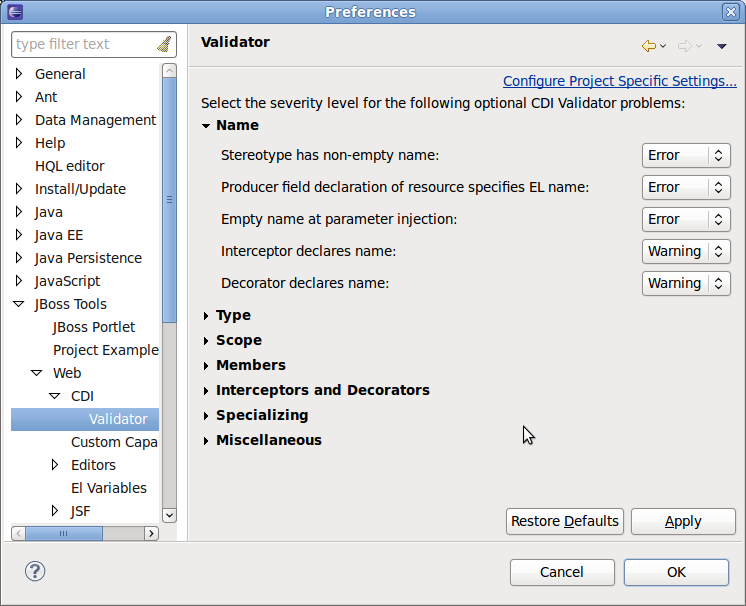 Preferences
type filter text
General
Ant
Data Management
Help
HQL editor
Install/Update
Java
Java EE
Java Persistence
JavaScript
JBoss Tools
JBoss Portlet
Project Example
Web
CDI
Validator
Custom Capa
Editors
El Variables
JSF
Validator
Configure Project Specific Settings...
Select the severity level for the following optional CDI Validator problems:
Name
Stereotype has non-empty name: Error
Producer field declaration of resource specifies EL name: Error
Empty name at parameter injection: Error
Interceptor declares name: Warning
Decorator declares name: Warning
Type
Scope
Members
Interceptors and Decorators
Specializing
Miscellaneous
Restore Defaults Apply
? Cancel OK